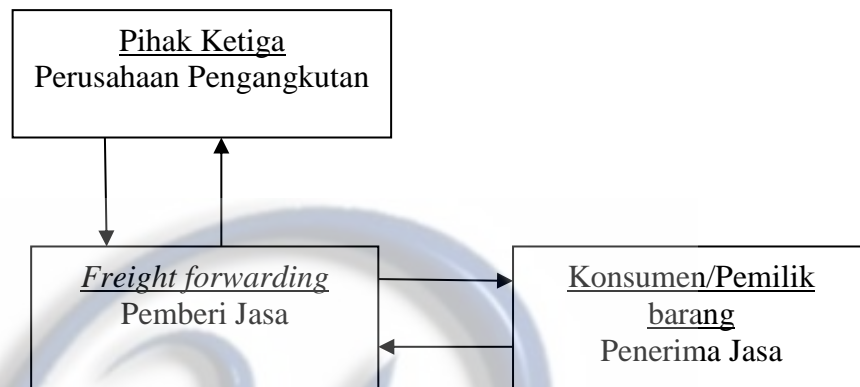 Pihak Ketiga
Perusahaan Pengangkutan
Freight forwarding
Pemberi Jasa
Konsumen/Pemilik
barang
Penerima Jasa